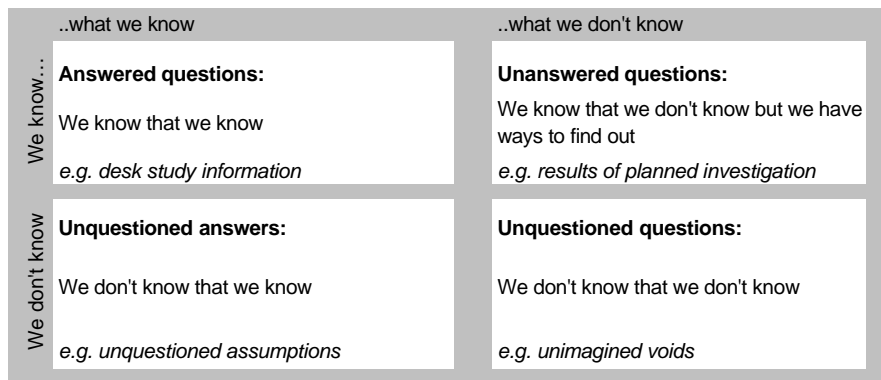 ..what we know
..what we don't know
We know…
Answered questions:
We know that we know
e.g. desk study information
Unanswered questions:
We know that we don't know but we have
ways to find out
e.g. results of planned investigation
We don't know
Unquestioned answers:
We don't know that we know
e.g. unquestioned assumptions
Unquestioned questions:
We don't know that we don't know
e.g. unimagined voids